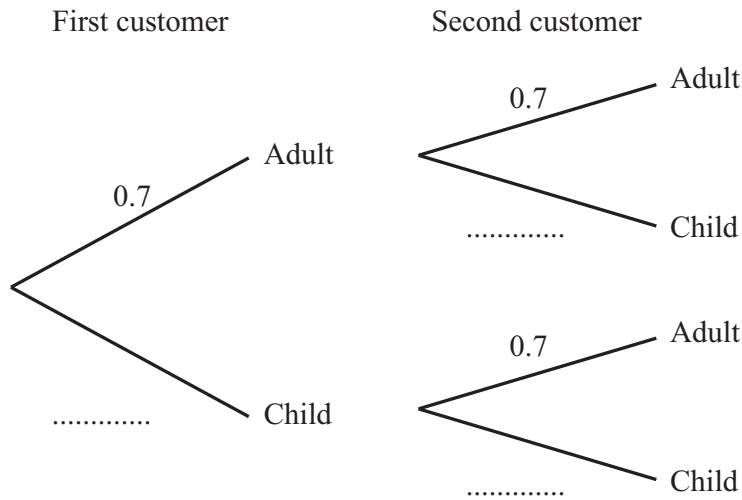 First customer
Second customer
Adult
0.7
Adult
0.7
Child
.............
Adult
0.7
Child
.............
Child
.............